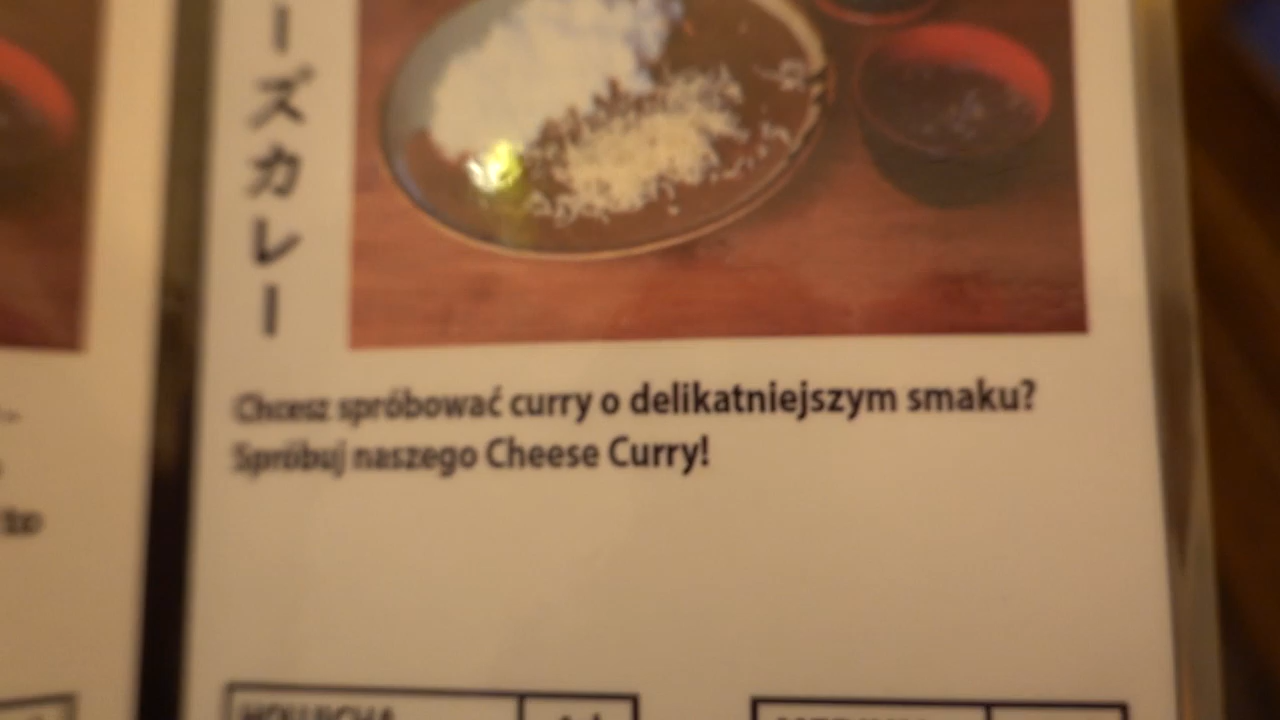 ーズカレー
Chcesz spróbować curry o delikatniejszym smaku?
Spróbuj naszego Cheese Curry!